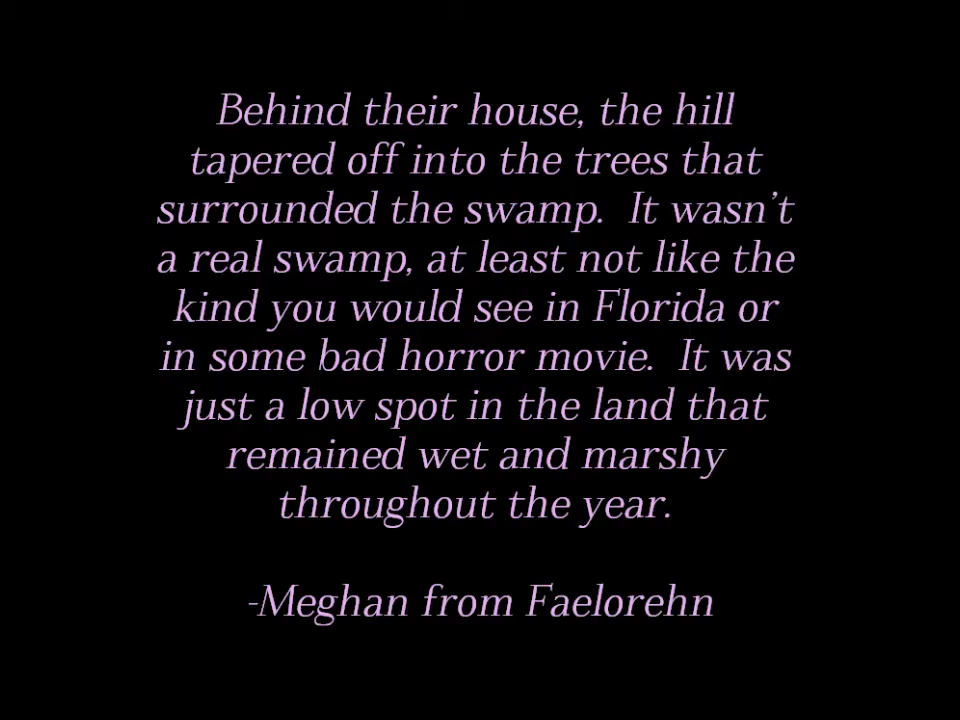 Behind their house, the hill
tapered off into the trees that
surrounded the swamp.  It wasn't
a real swamp, at least not like the
kind you would see in Florida or
in some bad horror movie.  It was
just a low spot in the land that
remained wet and marshy
throughout the year.
-Meghan from Faelorehn